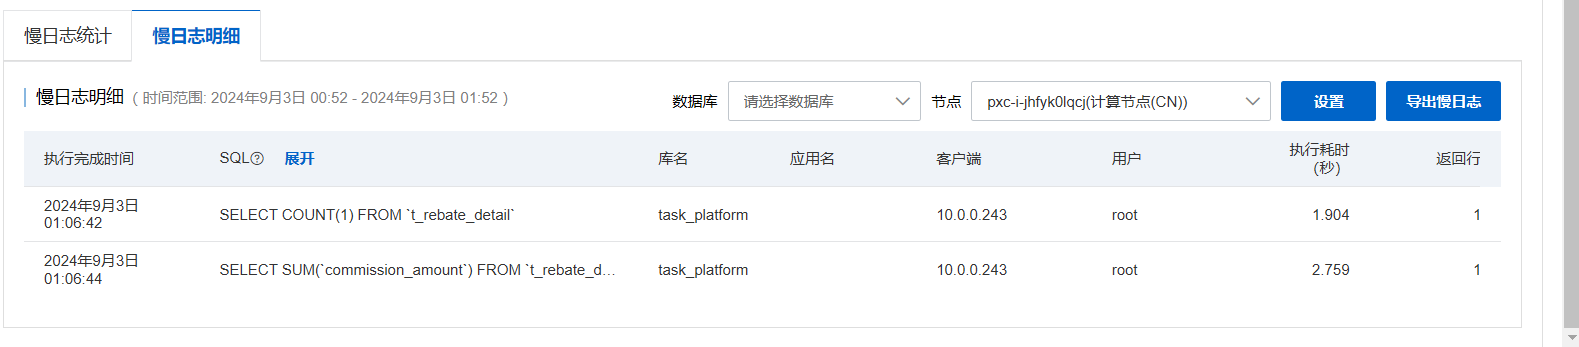 慢日志统计 慢日志明细
慢日志明细 ( 时间范围: 2024年9月3日 00:52 - 2024年9月3日 01:52 ) 数据库 请选择数据库 节点 pxc-i-jhfyk0lqcj(计算节点(CN)) 设置 导出慢日志
执行完成时间 SQL? 展开 库名 应用名 客户端 用户 执行耗时 返回行
(秒)
2024年9月3日
01:06:42 SELECT COUNT(1) FROM `t_rebate_detail` task_platform 10.0.0.243 root 1.904 1
2024年9月3日
01:06:44 SELECT SUM(`commission_amount`) FROM `t_rebate_d... task_platform 10.0.0.243 root 2.759 1